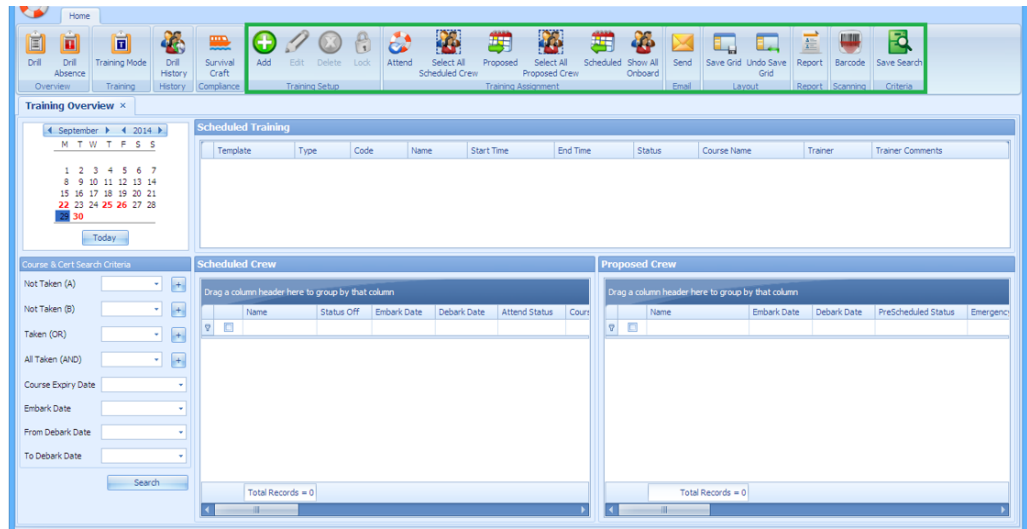 Home
Drill
Drill Absence
Training Mode
Drill History
Survival Craft
Add
Edit
Delete
Lock
Attend
Select All Scheduled Crew
Proposed
Select All Proposed Crew
Scheduled
Show All Onboard
Send
Save Grid
Undo Save Grid
Report
Barcode
Save Search
Overview
Training
History
Compliance
Training Setup
Training Assignment
Email
Layout
Report
Scanning
Criteria
Training Overview ×
September 2014
M T W T F S S
1 2 3 4 5 6 7
8 9 10 11 12 13 14
15 16 17 18 19 20 21
22 23 24 25 26 27 28
29 30
Today
Scheduled Training
Template Type Code Name Start Time End Time Status Course Name Trainer Trainer Comments
Course & Cert Search Criteria
Not Taken (A)
Not Taken (B)
Taken (OR)
All Taken (AND)
Course Expiry Date
Embark Date
From Debark Date
To Debark Date
Search
Scheduled Crew
Drag a column header here to group by that column
Name Status Off Embark Date Debark Date Attend Status Cours
Total Records = 0
Proposed Crew
Drag a column header here to group by that column
Name Embark Date Debark Date PreScheduled Status Emergency
Total Records = 0